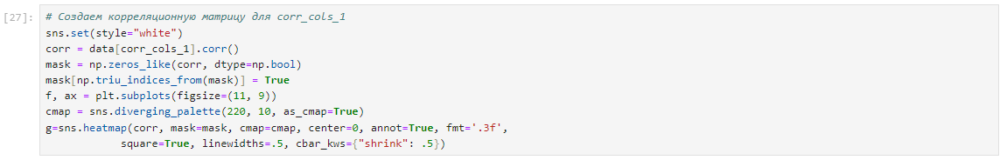 [27]:
# Создаем корреляционную матрицу для corr_cols_1
sns.set(style="white")
corr = data[corr_cols_1].corr()
mask = np.zeros_like(corr, dtype=np.bool)
mask[np.triu_indices_from(mask)] = True
f, ax = plt.subplots(figsize=(11, 9))
cmap = sns.diverging_palette(220, 10, as_cmap=True)
g=sns.heatmap(corr, mask=mask, cmap=cmap, center=0, annot=True, fmt='.3f',
            square=True, linewidths=.5, cbar_kws={"shrink": .5})